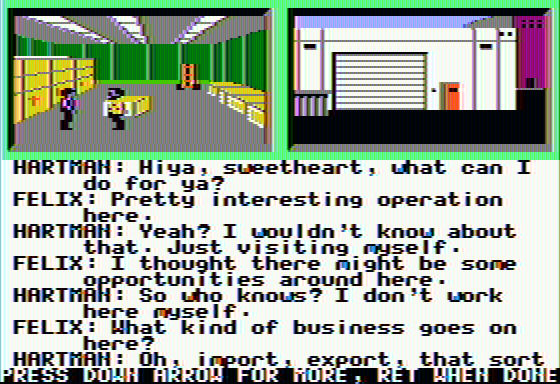 HARTMAN: Hiya, sweetheart, what can I
do for ya?
FELIX: Pretty interesting operation
here.
HARTMAN: Yeah? I wouldn't know about
that. Just visiting myself.
FELIX: I thought there might be some
opportunities around here.
HARTMAN: So who knows? I don't work
here myself.
FELIX: What kind of business goes on
here?
HARTMAN: Oh, import, export, that sort
PRESS DOWN ARROW FOR MORE, RET WHEN DONE